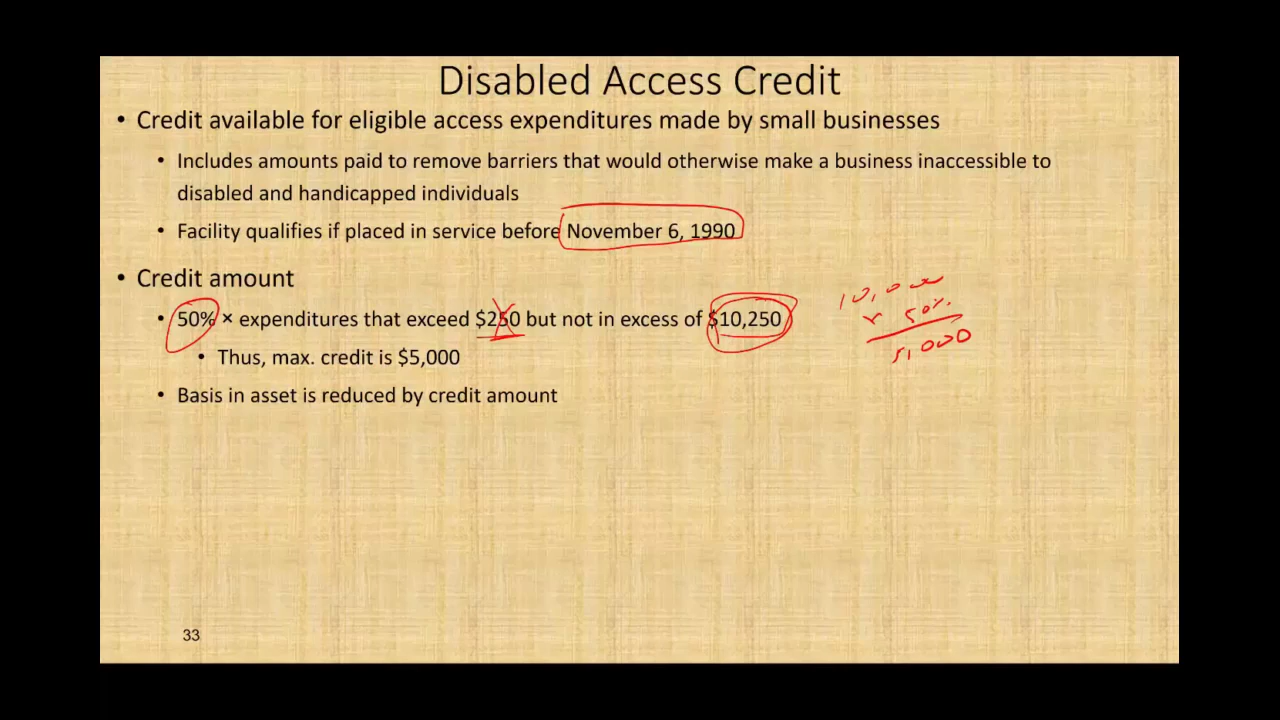 Disabled Access Credit
• Credit available for eligible access expenditures made by small businesses
• Includes amounts paid to remove barriers that would otherwise make a business inaccessible to
disabled and handicapped individuals
• Facility qualifies if placed in service before November 6, 1990
• Credit amount
• 50% × expenditures that exceed $250 but not in excess of $10,250
10,000
x 50%
5,000
• Thus, max. credit is $5,000
• Basis in asset is reduced by credit amount
33